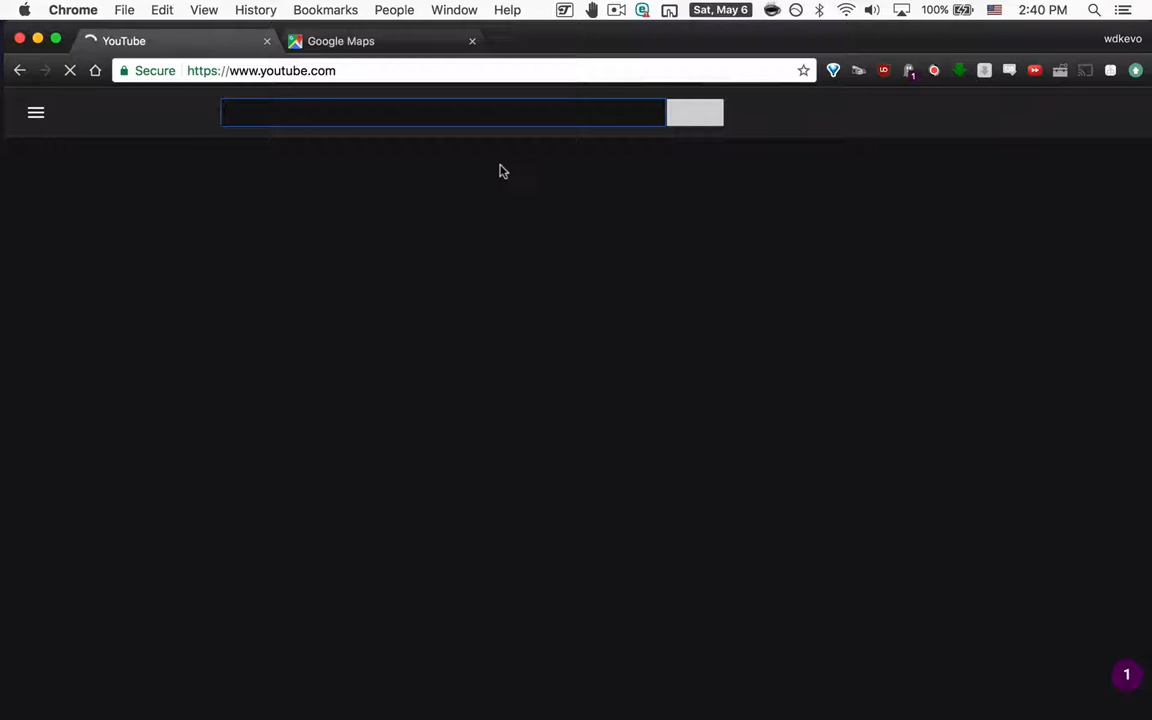 Chrome File Edit View History Bookmarks People Window Help Sat, May 6 100% 2:40 PM
YouTube Google Maps wdkevo
Secure https://www.youtube.com 1
1